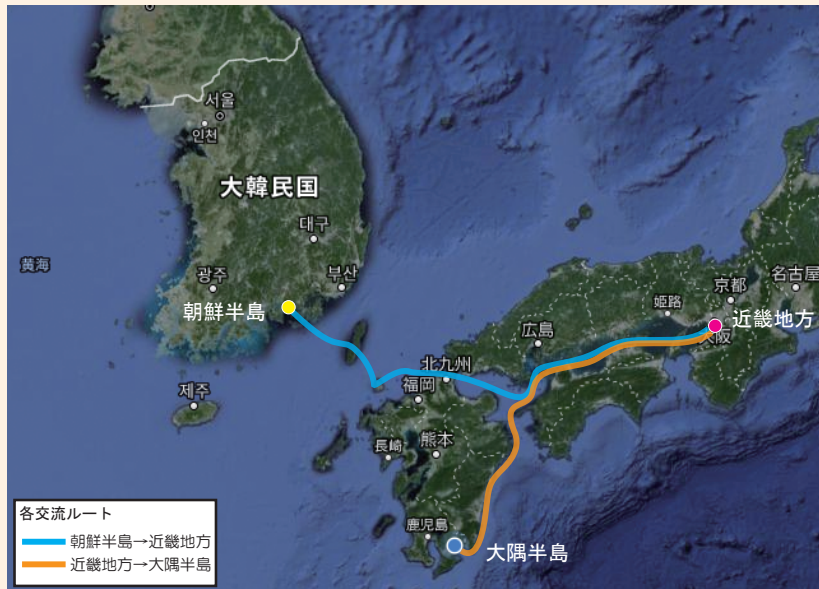 서울
인천
大韓民国
대구
黄海
광주
부산
朝鮮半島
名古屋
京都
姫路
近畿地方
大阪
広島
北九州
福岡
제주
長崎
熊本
鹿児島
大隅半島
各交流ルート
朝鮮半島→近畿地方
近畿地方→大隅半島